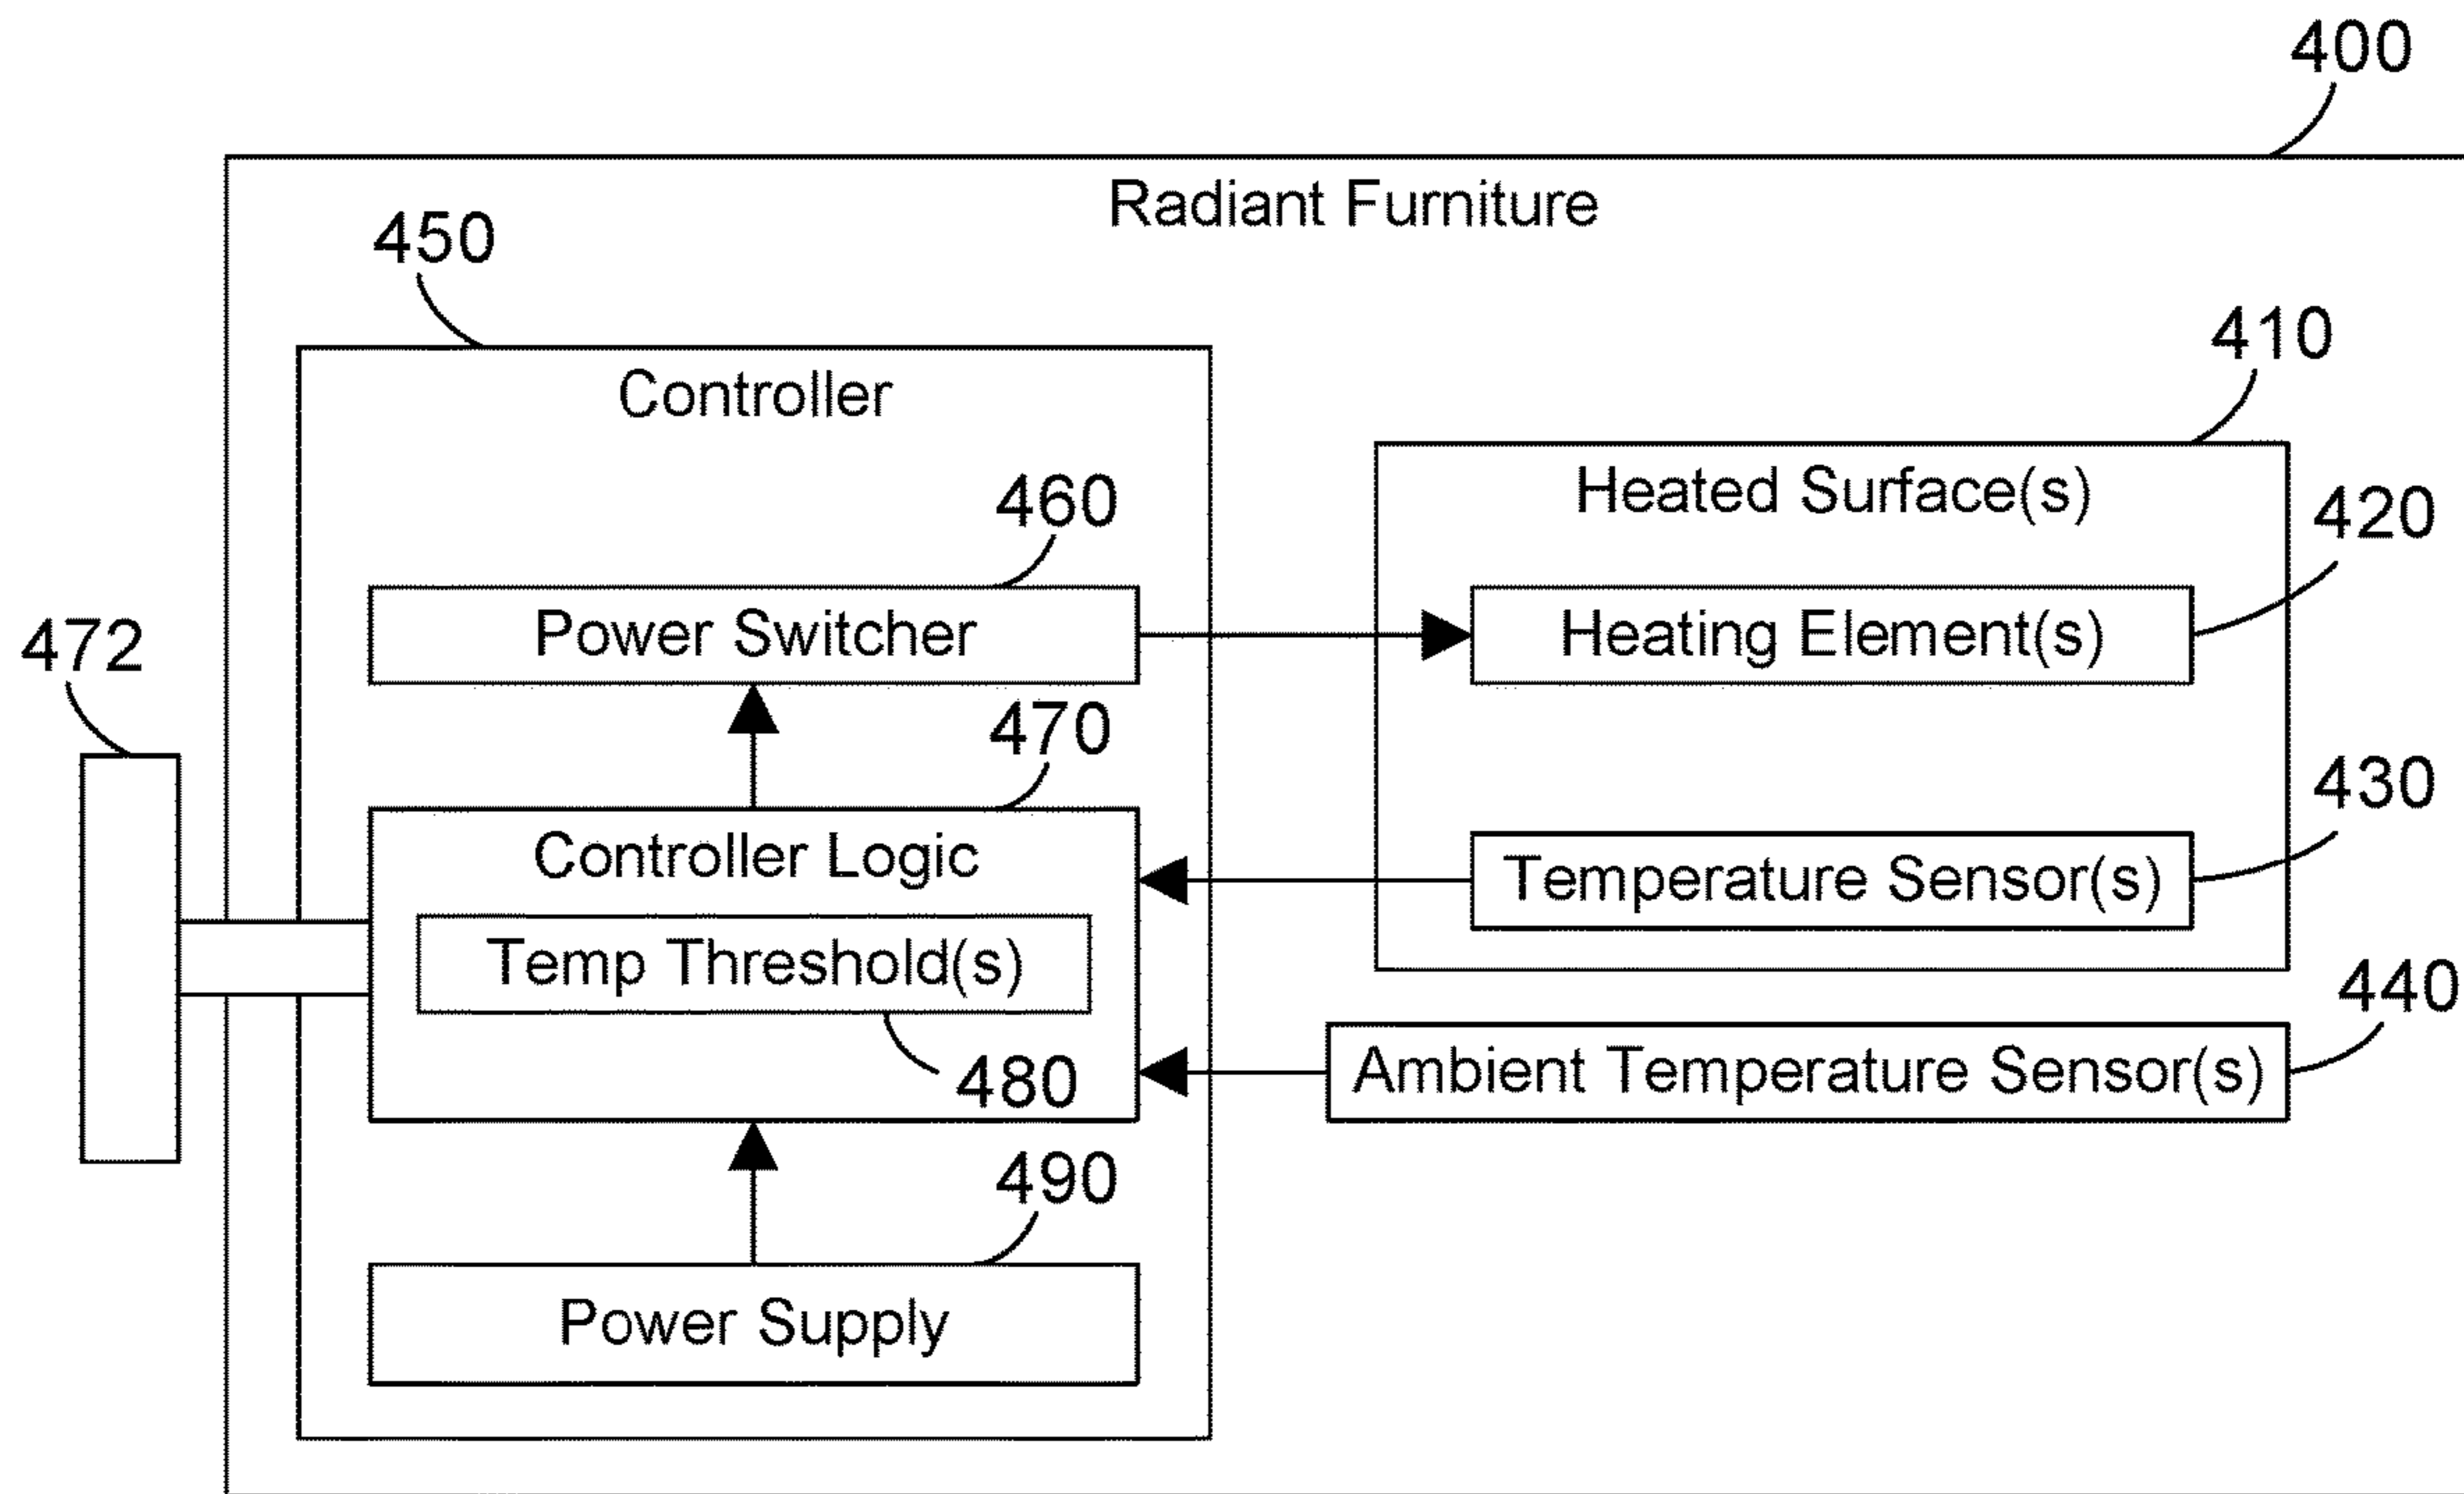 400
Radiant Furniture
450
410
Controller
Heated Surface(s)
460
420
Power Switcher
Heating Element(s)
472
470
430
Controller Logic
Temperature Sensor(s)
Temp Threshold(s)
440
480
Ambient Temperature Sensor(s)
490
Power Supply